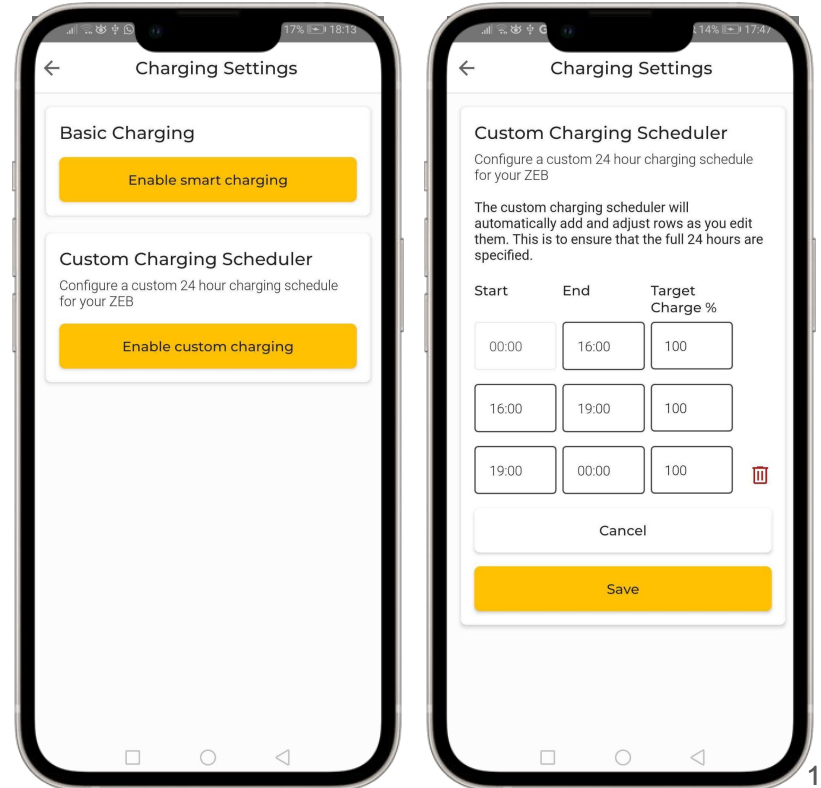 17% 18:13
Charging Settings
Basic Charging
Enable smart charging
Custom Charging Scheduler
Configure a custom 24 hour charging schedule
for your ZEB
Enable custom charging
G 14% 17:47
Charging Settings
Custom Charging Scheduler
Configure a custom 24 hour charging schedule
for your ZEB
The custom charging scheduler will
automatically add and adjust rows as you edit
them. This is to ensure that the full 24 hours are
specified.
Start End Target
Charge %
00:00 16:00 100
16:00 19:00 100
19:00 00:00 100
Cancel
Save
1